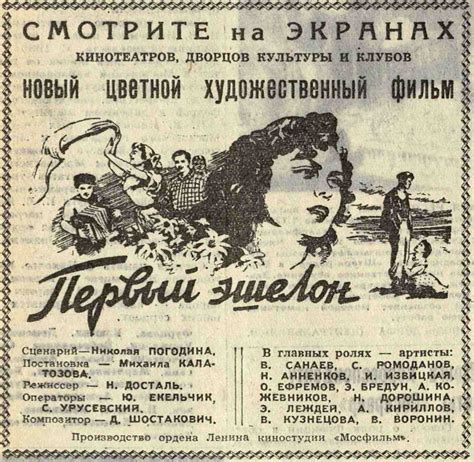 СМОТРИТЕ на ЭКРАНАХ
КИНОТЕАТРОВ, ДВОРЦОВ КУЛЬТУРЫ И КЛУБОВ
НОВЫЙ ЦВЕТНОЙ ХУДОЖЕСТВЕННЫЙ ФИЛЬМ
Первый эшелон
Сценарий—Николая ПОГОДИНА,
Постановка — Михаила КАЛА-
ТОЗОВА,
Режиссер — Н. ДОСТАЛЬ.
Операторы — Ю. ЕКЕЛЬЧИК,
С. УРУСЕВСКИЙ.
Композитор — Д. ШОСТАКОВИЧ.
В главных ролях — артисты:
В. САНАЕВ, С. РОМОДАНОВ,
Н. АННЕНКОВ, И. ИЗВИЦКАЯ,
О. ЕФРЕМОВ, Э. БРЕДУН, А. КО-
ЖЕВНИКОВ, Н. ДОРОШИНА,
Э. ЛЕЖДЕЙ, А. КИРИЛЛОВ,
В. КУЗНЕЦОВА, В. ВОРОНИН.
Производство ордена Ленина киностудии «Мосфильм».